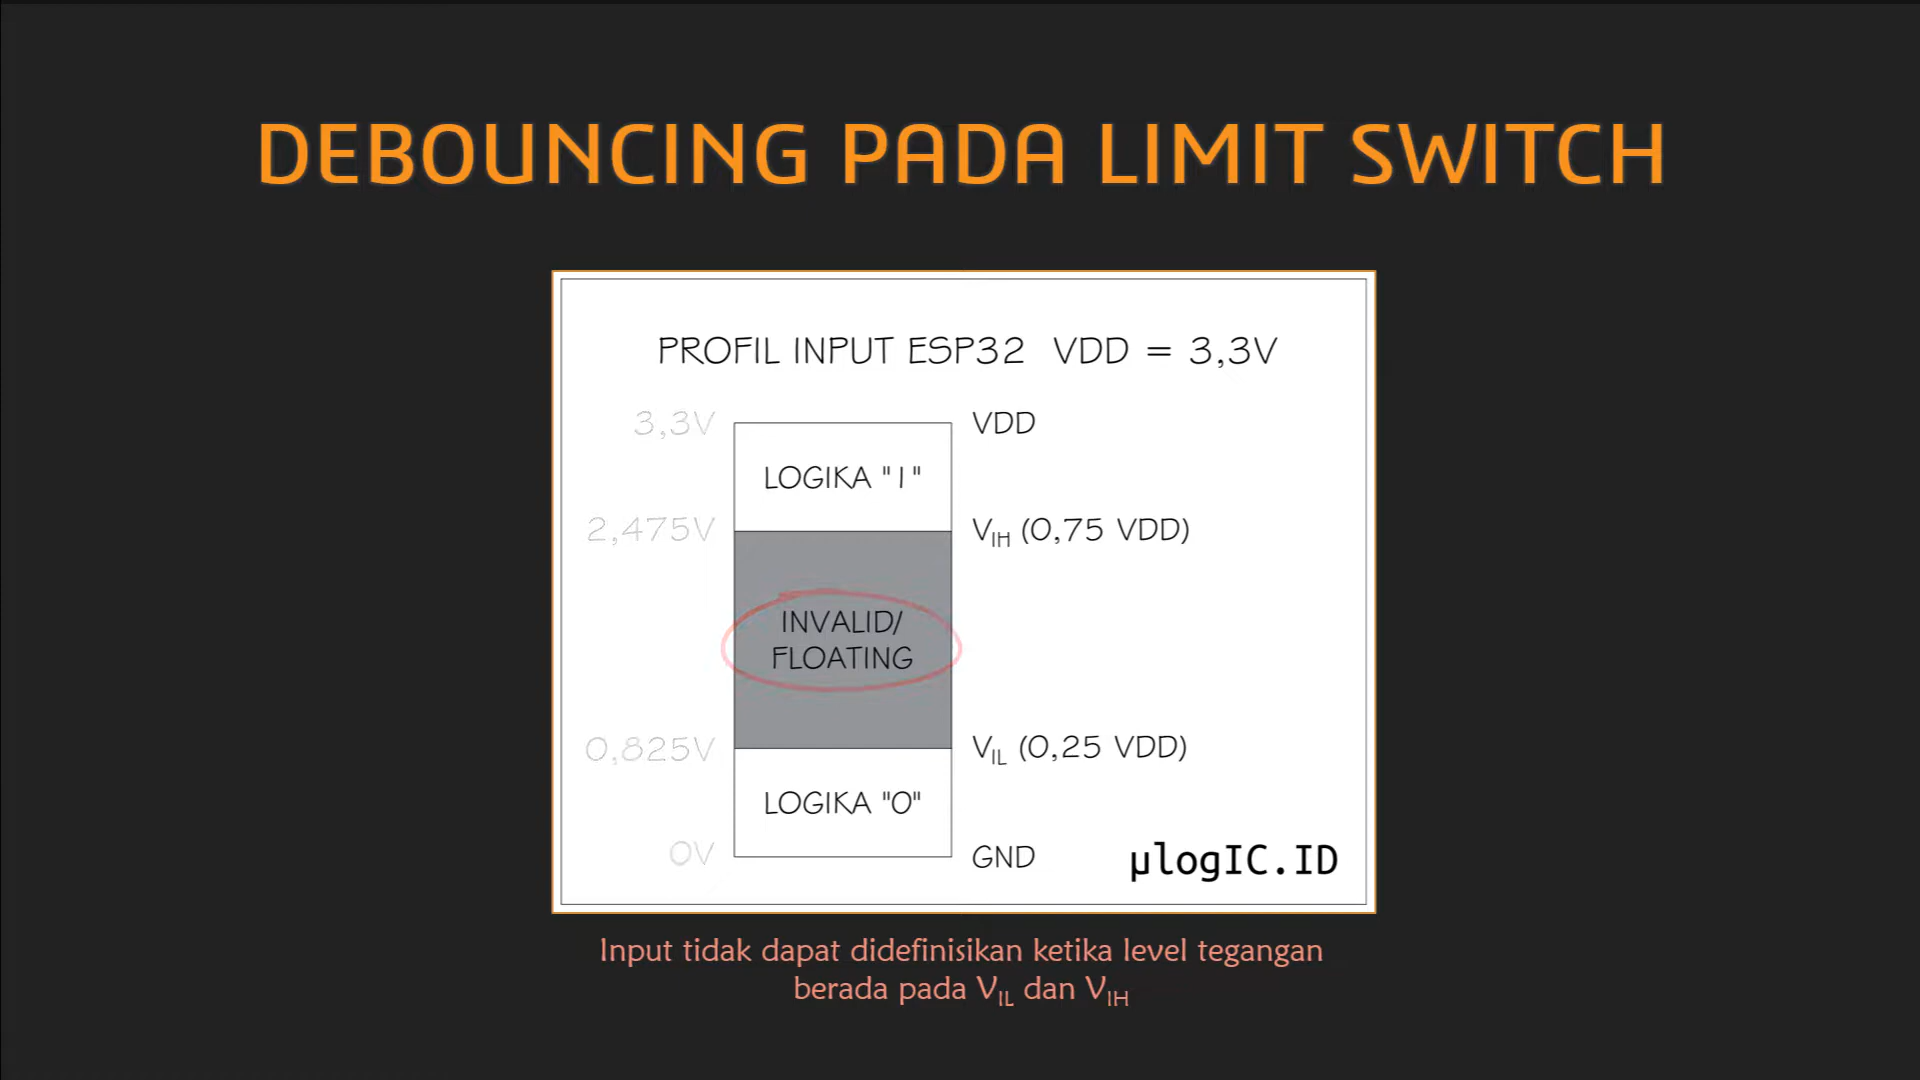 DEBOUNCING PADA LIMIT SWITCH
PROFIL INPUT ESP32 VDD = 3,3V
3,3V
VDD
LOGIKA "1"
2,475V
VIH (0,75 VDD)
INVALID/
FLOATING
0,825V
VIL (0,25 VDD)
LOGIKA "0"
0V
GND
µlogIC.ID
Input tidak dapat didefinisikan ketika level tegangan
berada pada VIL dan VIH